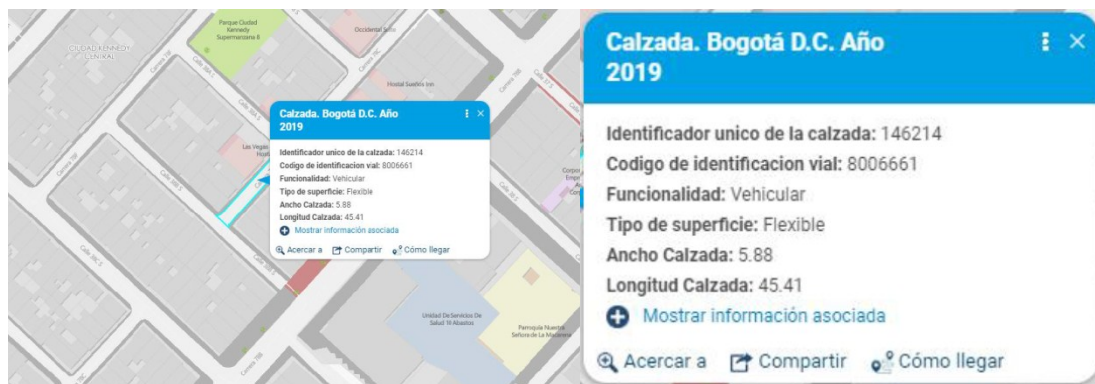 Parque Ciudad
Kennedy
Supermanzana 8
CIUDAD KENNEDY
CENTRAL
Occidental
Hostal Sueños Inn
Las Vegas
Calzada. Bogotá D.C. Año
2019
Identificador unico de la calzada: 146214
Codigo de identificacion vial: 8006661
Funcionalidad: Vehicular
Tipo de superficie: Flexible
Ancho Calzada: 5.88
Longitud Calzada: 45.41
Mostrar información asociada
Acercar a Compartir Cómo llegar
Unidad De Servicios De
Salud 10 Abastos
Parroquia Nuestra
Señora de La Macarena
Calzada. Bogotá D.C. Año
2019
Identificador unico de la calzada: 146214
Codigo de identificacion vial: 8006661
Funcionalidad: Vehicular
Tipo de superficie: Flexible
Ancho Calzada: 5.88
Longitud Calzada: 45.41
Mostrar información asociada
Acercar a Compartir Cómo llegar